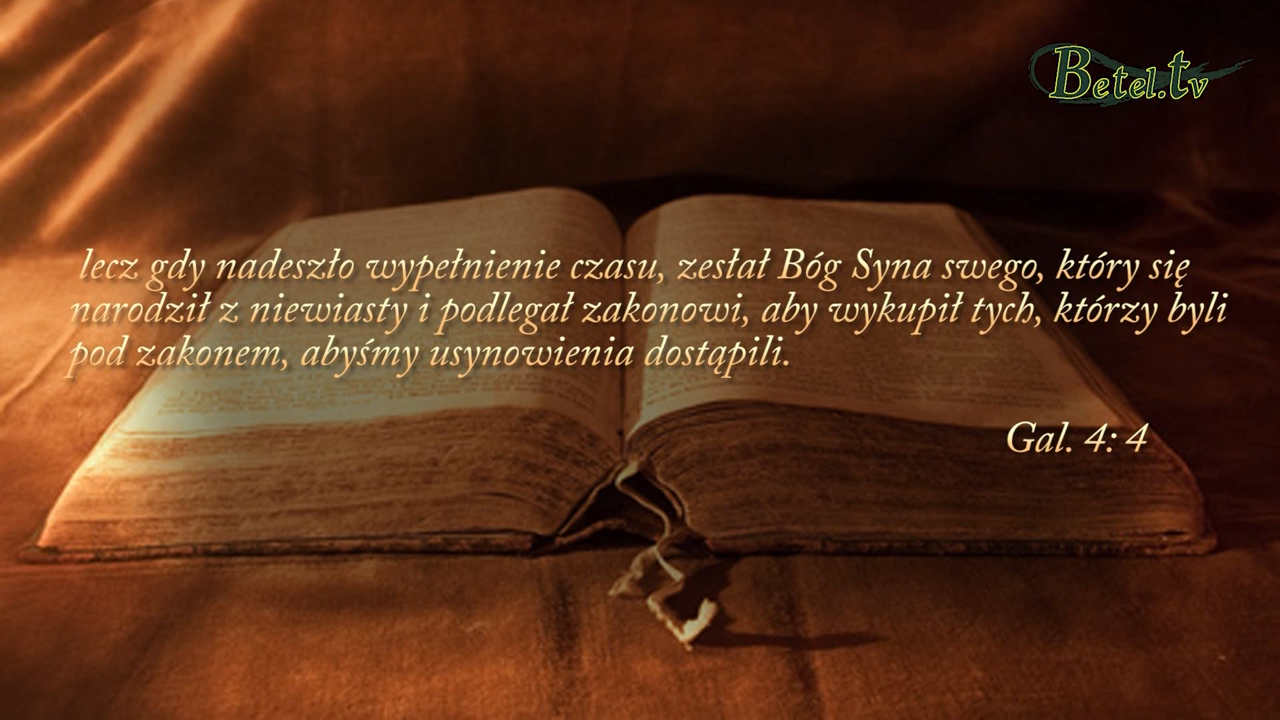 Betel.tv
lecz gdy nadeszło wypełnienie czasu, zesłał Bóg Syna swego, który się
narodził z niewiasty i podlegał zakonowi, aby wykupił tych, którzy byli
pod zakonem, abyśmy usynowienia dostąpili.
Gal. 4: 4